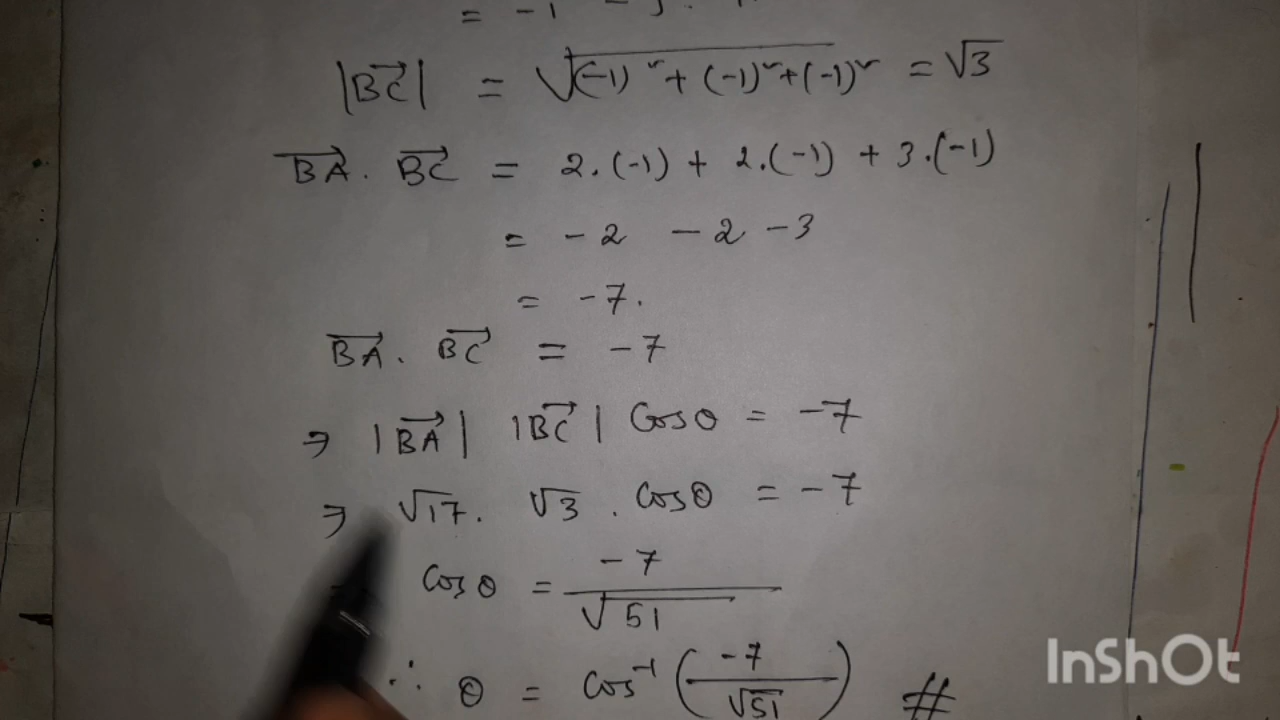 = -1 - 3.
|BC⃗| = √(-1)² + (-1)² + (-1)² = √3
BA⃗ . BC⃗ = 2.(-1) + 2.(-1) + 3.(-1)
= -2 -2 -3
= -7.
BA⃗ . BC⃗ = -7
⇒ |BA⃗| |BC⃗| Cosθ = -7
⇒ √17. √3 . Cosθ = -7
Cosθ = -7/√51
∴ θ = Cos⁻¹(-7/√51) #
InShOt